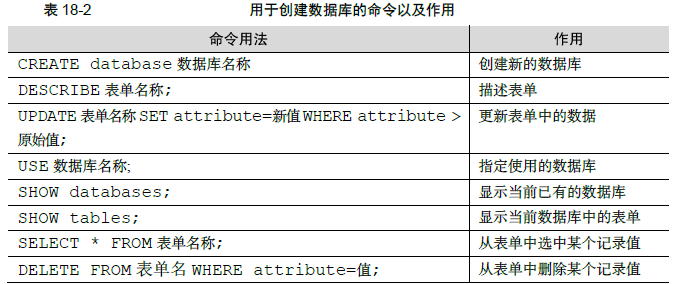 表 18-2 用于创建数据库的命令以及作用
命令用法 作用
CREATE database 数据库名称 创建新的数据库
DESCRIBE 表单名称; 描述表单
UPDATE 表单名称 SET attribute=新值 WHERE attribute > 更新表单中的数据
原始值;
USE 数据库名称; 指定使用的数据库
SHOW databases; 显示当前已有的数据库
SHOW tables; 显示当前数据库中的表单
SELECT * FROM 表单名称; 从表单中选中某个记录值
DELETE FROM 表单名 WHERE attribute=值; 从表单中删除某个记录值